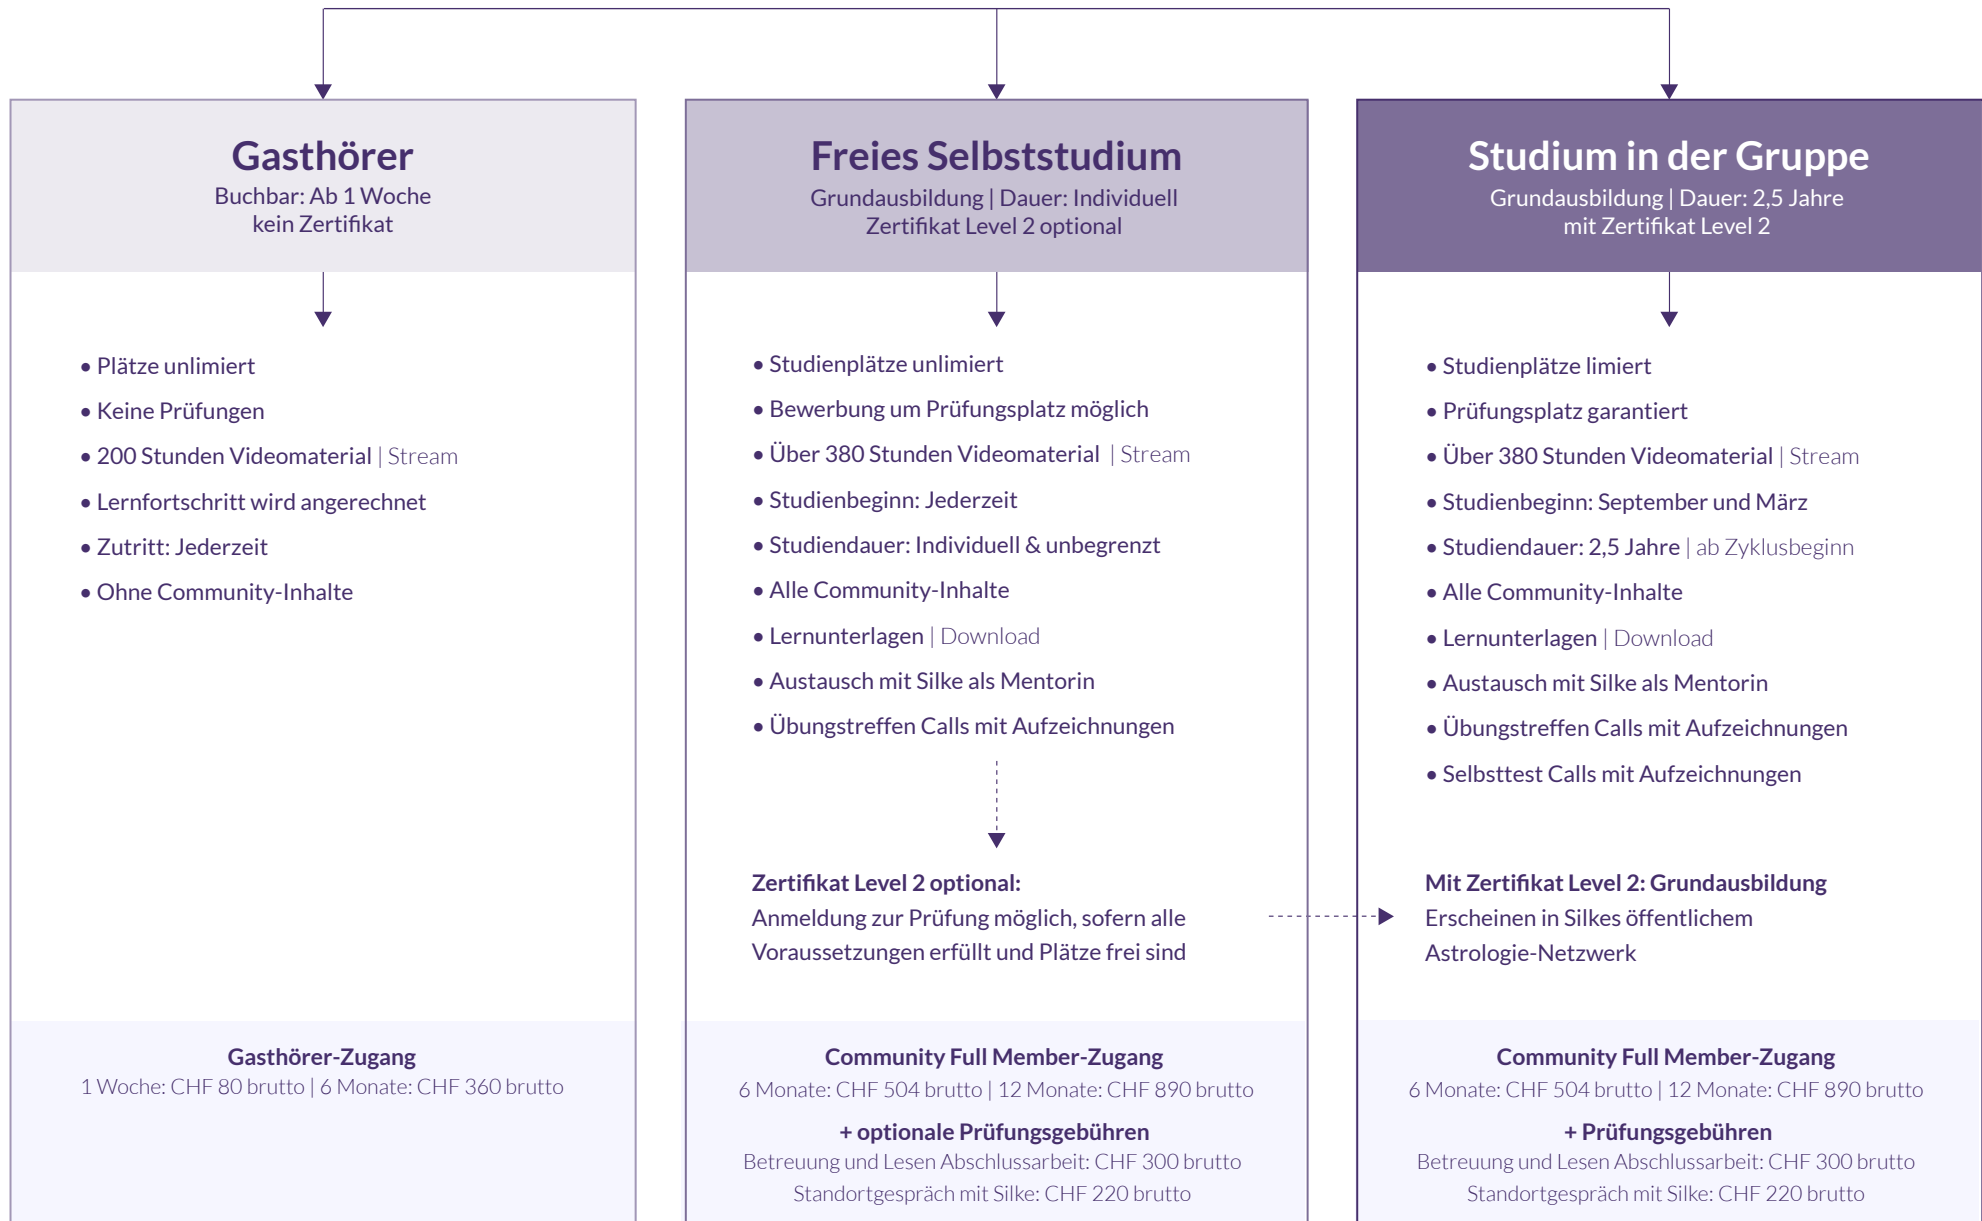 Gasthörer
Buchbar: Ab 1 Woche
kein Zertifikat
• Plätze unlimiert
• Keine Prüfungen
• 200 Stunden Videomaterial | Stream
• Lernfortschritt wird angerechnet
• Zutritt: Jederzeit
• Ohne Community-Inhalte
Gasthörer-Zugang
1 Woche: CHF 80 brutto | 6 Monate: CHF 360 brutto
Freies Selbststudium
Grundausbildung | Dauer: Individuell
Zertifikat Level 2 optional
• Studienplätze unlimiert
• Bewerbung um Prüfungsplatz möglich
• Über 380 Stunden Videomaterial | Stream
• Studienbeginn: Jederzeit
• Studiendauer: Individuell & unbegrenzt
• Alle Community-Inhalte
• Lernunterlagen | Download
• Austausch mit Silke als Mentorin
• Übungstreffen Calls mit Aufzeichnungen
Zertifikat Level 2 optional:
Anmeldung zur Prüfung möglich, sofern alle
Voraussetzungen erfüllt und Plätze frei sind
Community Full Member-Zugang
6 Monate: CHF 504 brutto | 12 Monate: CHF 890 brutto
+ optionale Prüfungsgebühren
Betreuung und Lesen Abschlussarbeit: CHF 300 brutto
Standortgespräch mit Silke: CHF 220 brutto
Studium in der Gruppe
Grundausbildung | Dauer: 2,5 Jahre
mit Zertifikat Level 2
• Studienplätze limiert
• Prüfungsplatz garantiert
• Über 380 Stunden Videomaterial | Stream
• Studienbeginn: September und März
• Studiendauer: 2,5 Jahre | ab Zyklusbeginn
• Alle Community-Inhalte
• Lernunterlagen | Download
• Austausch mit Silke als Mentorin
• Übungstreffen Calls mit Aufzeichnungen
• Selbsttest Calls mit Aufzeichnungen
Mit Zertifikat Level 2: Grundausbildung
Erscheinen in Silkes öffentlichem
Astrologie-Netzwerk
Community Full Member-Zugang
6 Monate: CHF 504 brutto | 12 Monate: CHF 890 brutto
+ Prüfungsgebühren
Betreuung und Lesen Abschlussarbeit: CHF 300 brutto
Standortgespräch mit Silke: CHF 220 brutto